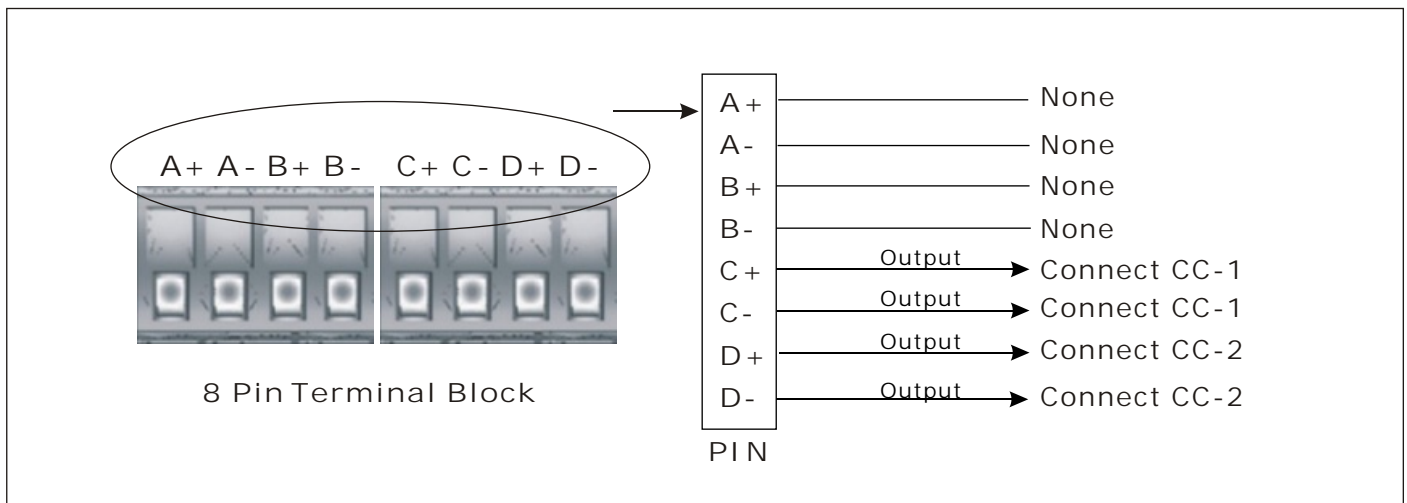 A+ A- B+ B- C+ C- D+ D-
8 Pin Terminal Block
A+ None
A- None
B+ None
B- None
C+ Output Connect CC-1
C- Output Connect CC-1
D+ Output Connect CC-2
D- Output Connect CC-2
PIN